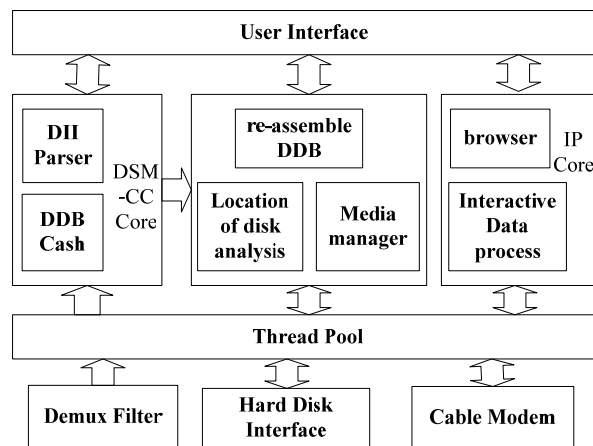 User Interface
DII
Parser
DDB
Cash
DSM
-CC
Core
re-assemble
DDB
Location
of disk
analysis
Media
manager
browser
IP
Core
Interactive
Data
process
Thread Pool
Demux Filter
Hard Disk
Interface
Cable Modem